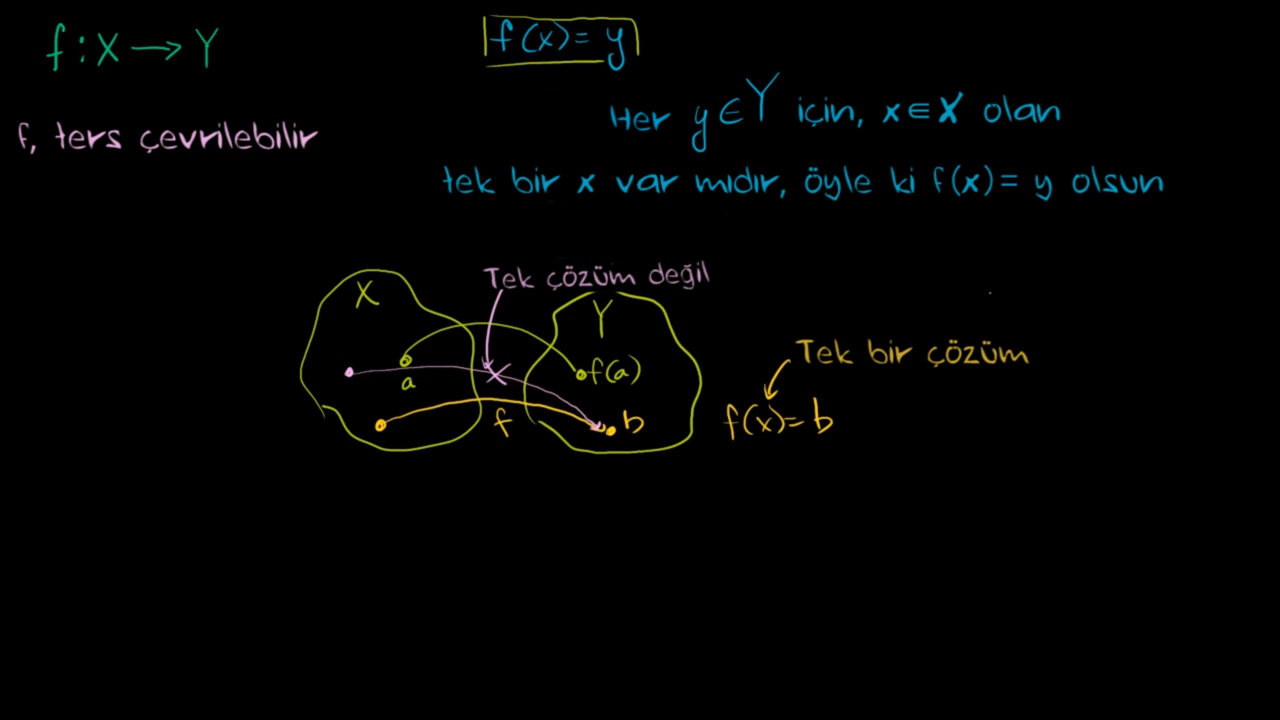 f : X → Y
f(x) = y
Her y ∈ Y için, x ∈ X olan
f, ters çevrilebilir
tek bir x var mıdır, öyle ki f(x) = y olsun
Tek çözüm değil
X
Y
Tek bir çözüm
a
f(a)
f
b
f(x) = b